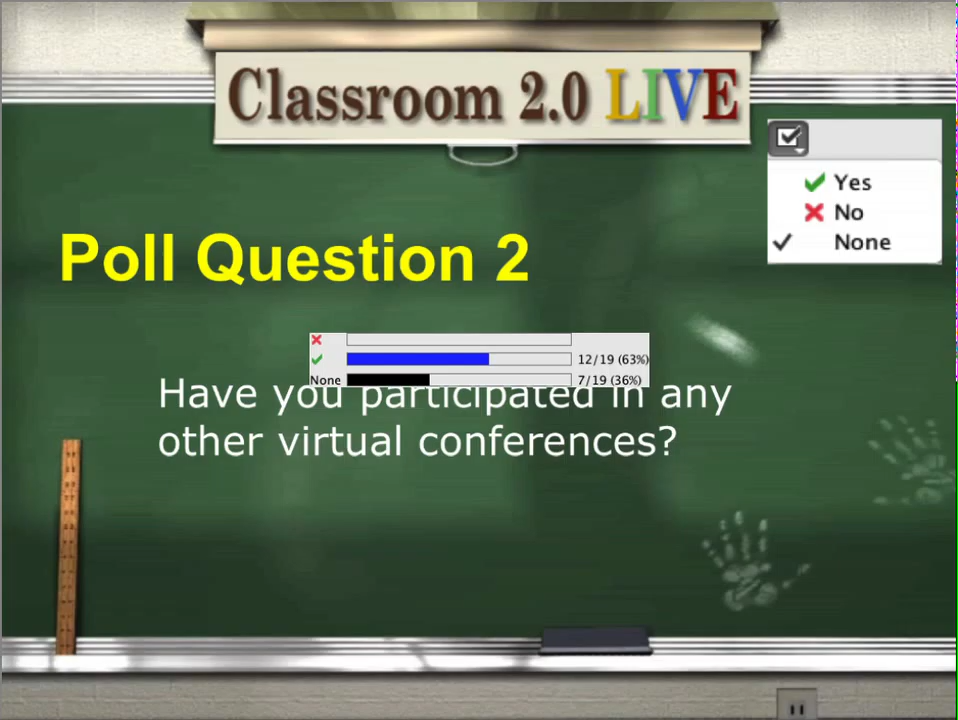 Classroom 2.0 LIVE
Yes
No
None
Poll Question 2
12/19 (63%)
None 7/19 (36%)
Have you participated in any
other virtual conferences?